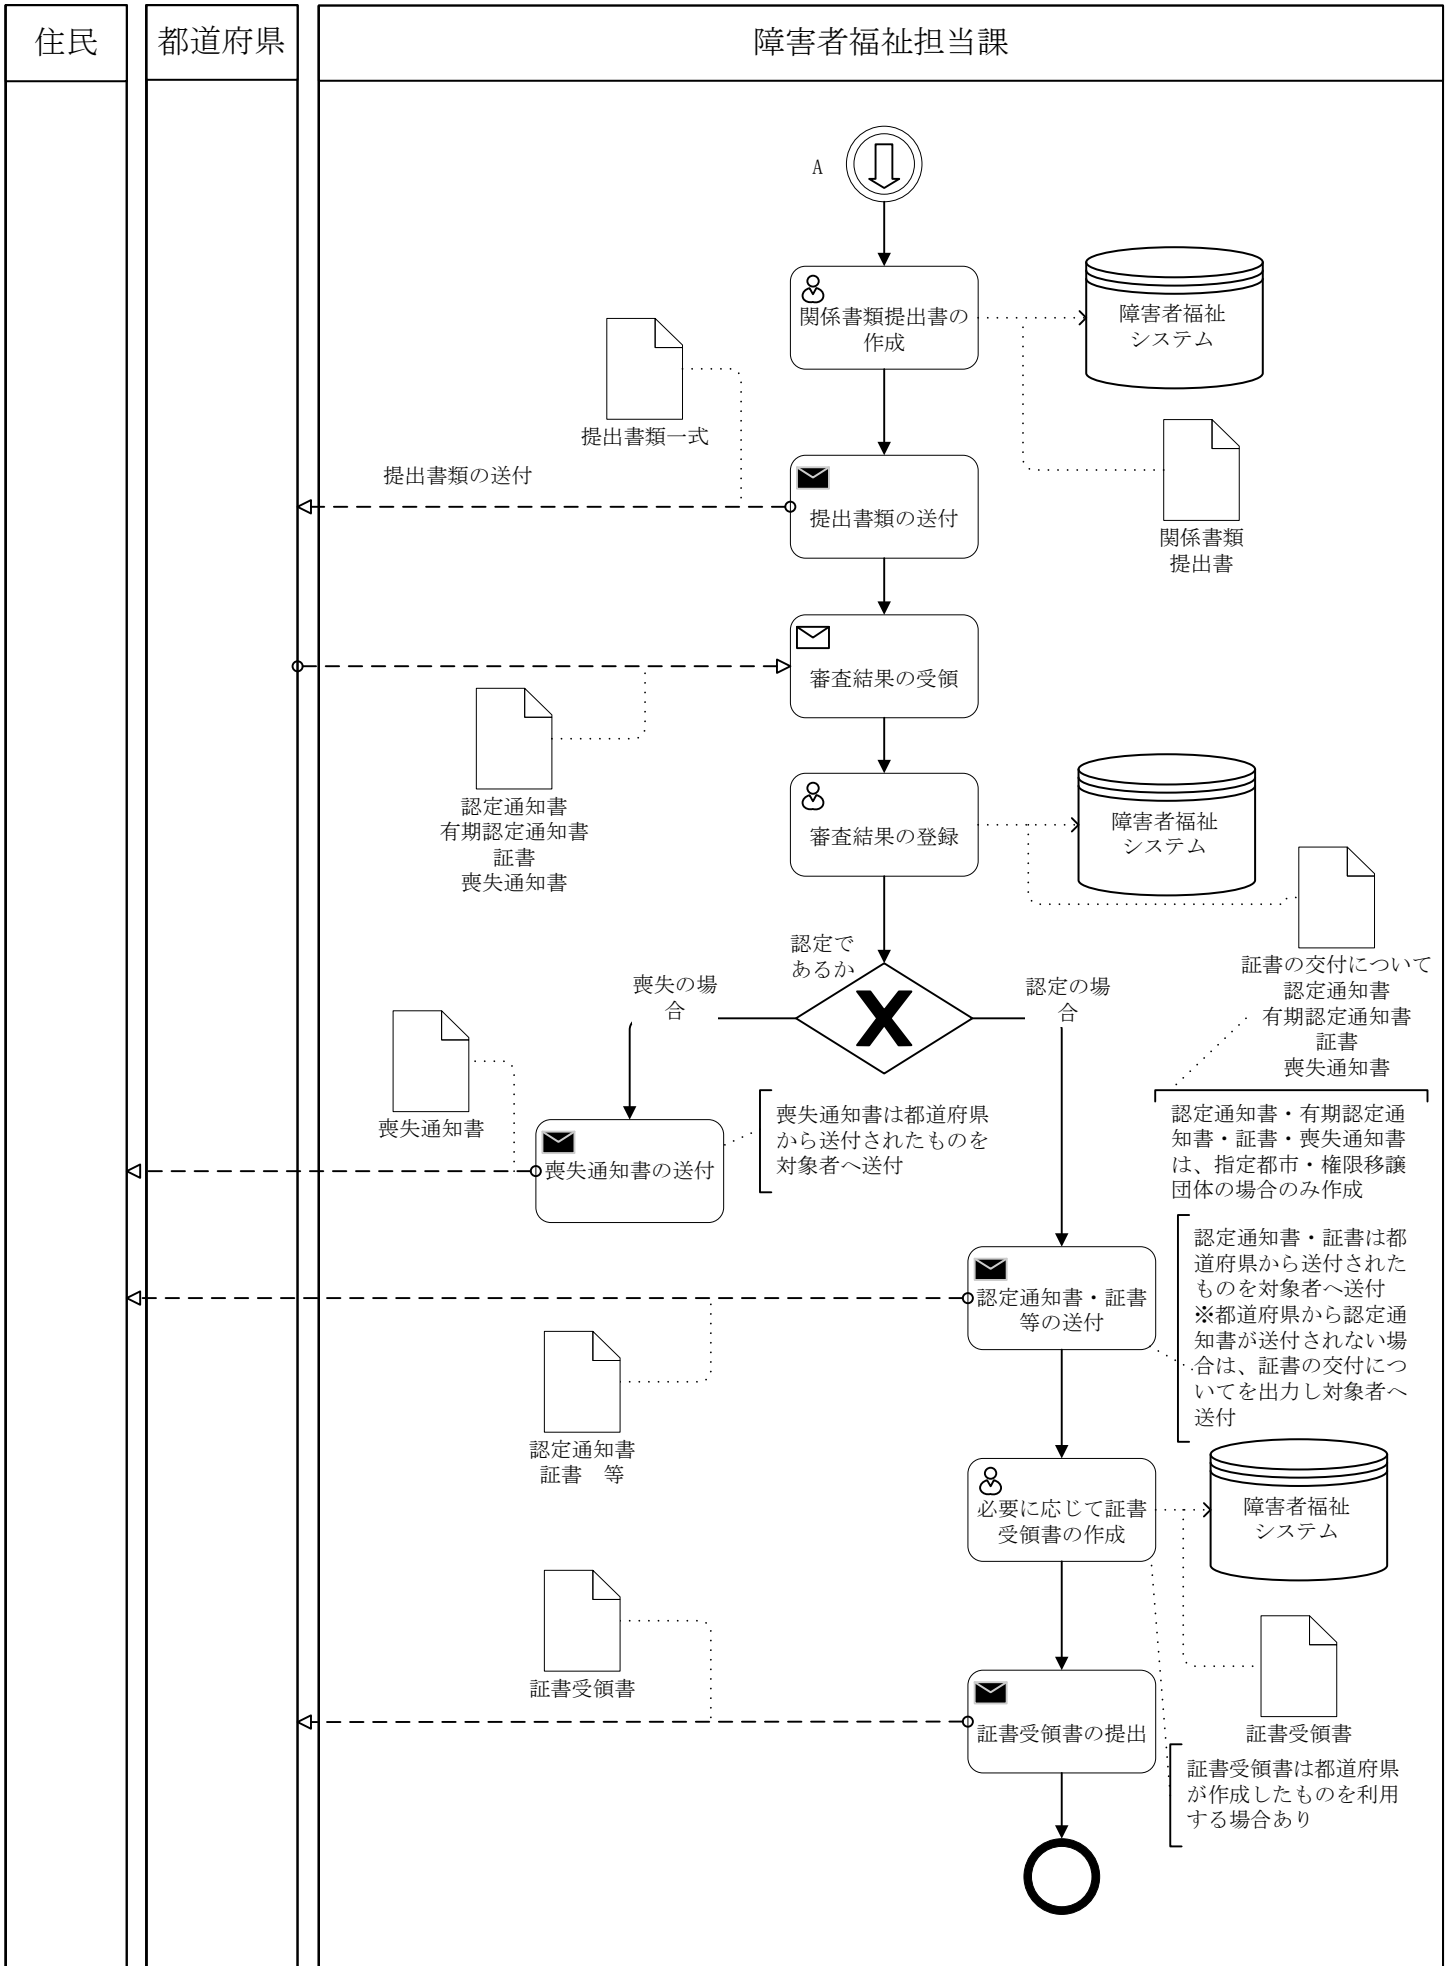 住民
都道府県
障害者福祉担当課
A
関係書類提出書の
作成
障害者福祉
システム
提出書類一式
関係書類
提出書
提出書類の送付
提出書類の送付
審査結果の受領
認定通知書
有期認定通知書
証書
喪失通知書
審査結果の登録
障害者福祉
システム
証書の交付について
認定通知書
有期認定通知書
証書
喪失通知書
認定で
あるか
喪失の場
合
認定の場
合
喪失通知書
喪失通知書の送付
喪失通知書は都道府県
から送付されたものを
対象者へ送付
認定通知書・有期認定通
知書・証書・喪失通知書
は、指定都市・権限移譲
団体の場合のみ作成
認定通知書・証書
等の送付
認定通知書・証書は都
道府県から送付された
ものを対象者へ送付
※都道府県から認定通
知書が送付されない場
合は、証書の交付につ
いてを出力し対象者へ
送付
認定通知書
証書　等
必要に応じて証書
受領書の作成
障害者福祉
システム
証書受領書
証書受領書
証書受領書の提出
証書受領書は都道府県
が作成したものを利用
する場合あり